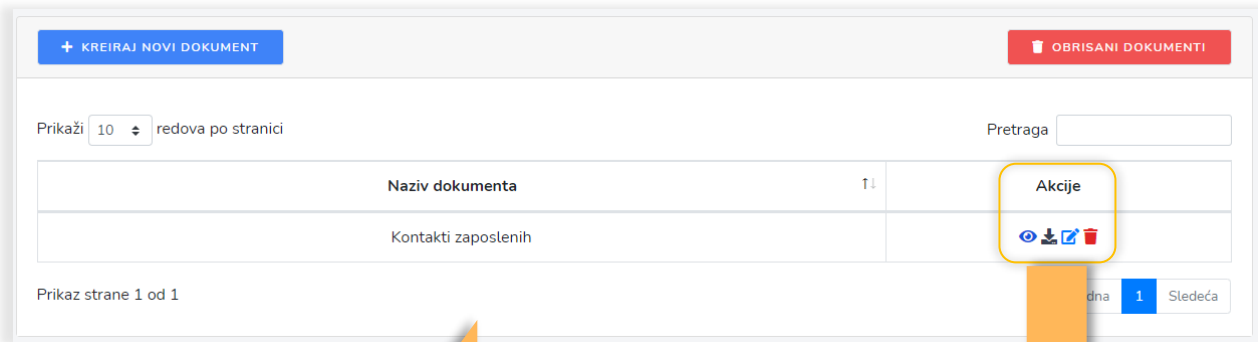 KREIRAJ NOVI DOKUMENT
OBRISANI DOKUMENTI
Prikaži 10 redova po stranici
Pretraga
Naziv dokumenta
Akcije
Kontakti zaposlenih
Prikaz strane 1 od 1
1 Sledeća